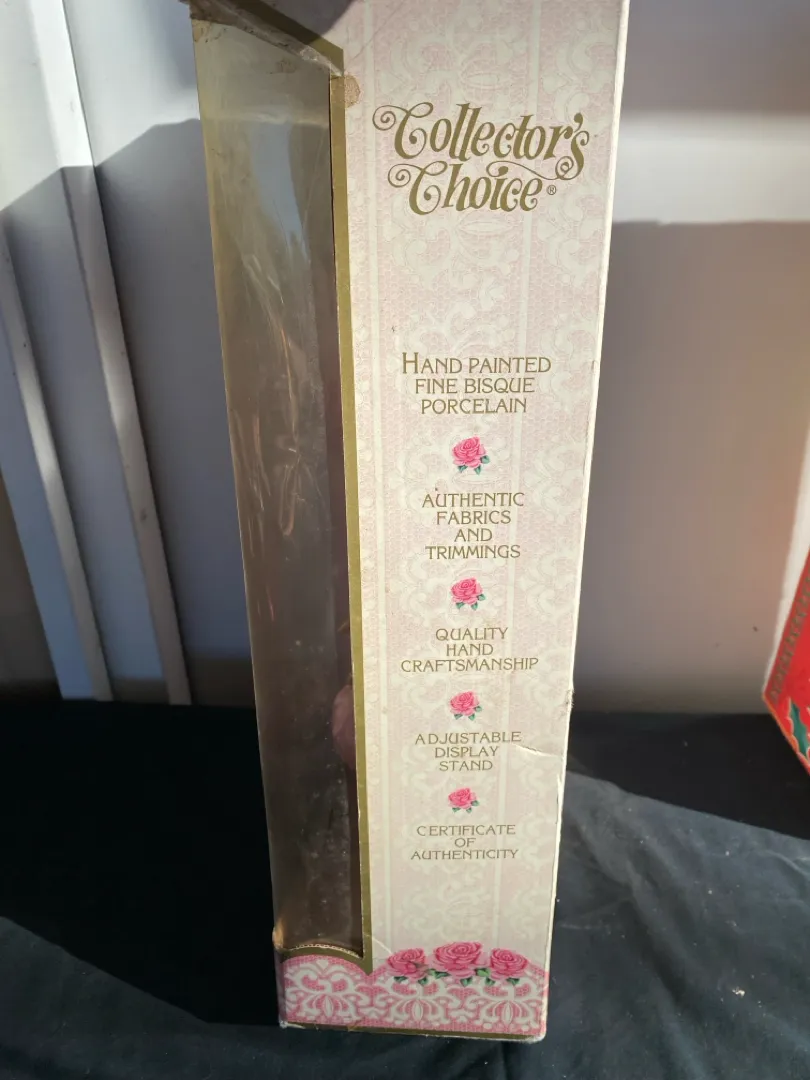 Collector's
Choice®
HAND PAINTED
FINE BISQUE
PORCELAIN
AUTHENTIC
FABRICS
AND
TRIMMINGS
QUALITY
HAND
CRAFTSMANSHIP
ADJUSTABLE
DISPLAY
STAND
CERTIFICATE
OF
AUTHENTICITY